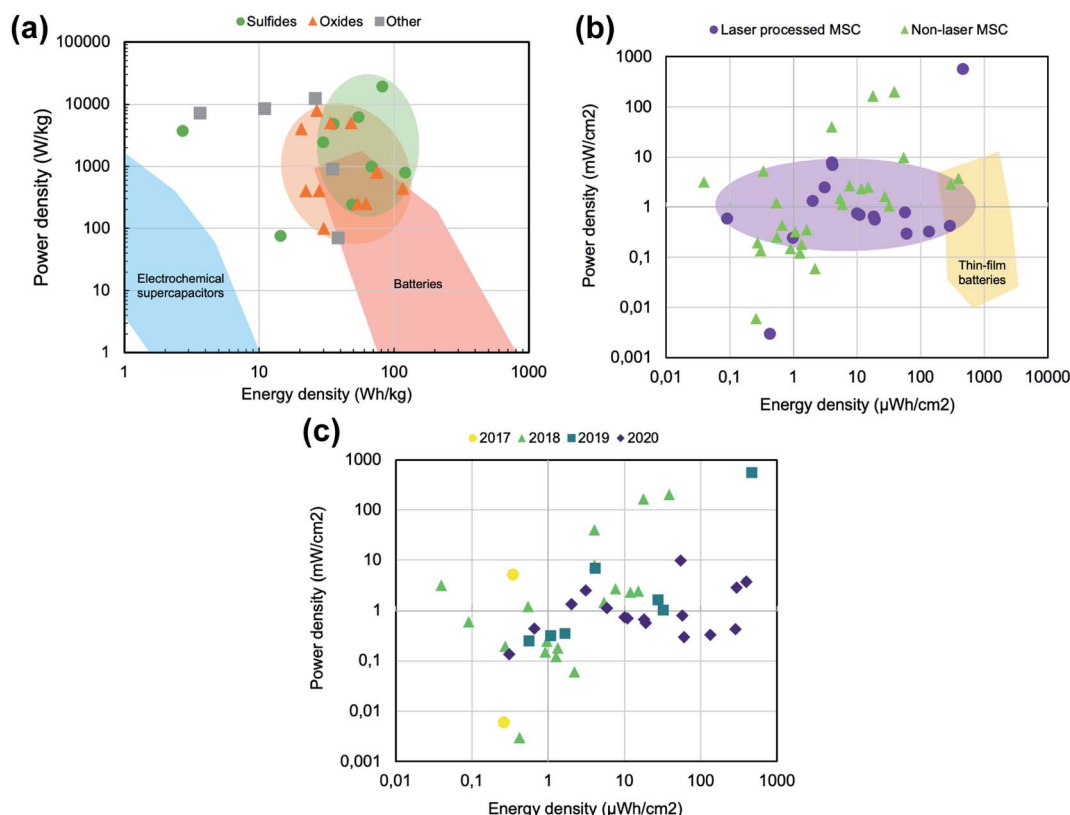 (a)
Sulfides Oxides Other
100000
10000
1000
100
10
1
Power density (W/kg)
Electrochemical
supercapacitors
Batteries
1 10 100 1000
Energy density (Wh/kg)
(b)
Laser processed MSC Non-laser MSC
1000
100
10
1
0,1
0,01
0,001
Power density (mW/cm2)
Thin-film
batteries
0,01 0,1 1 10 100 1000 10000
Energy density (µWh/cm2)
(c)
2017 2018 2019 2020
1000
100
10
1
0,1
0,01
0,001
Power density (mW/cm2)
0,01 0,1 1 10 100 1000
Energy density (µWh/cm2)